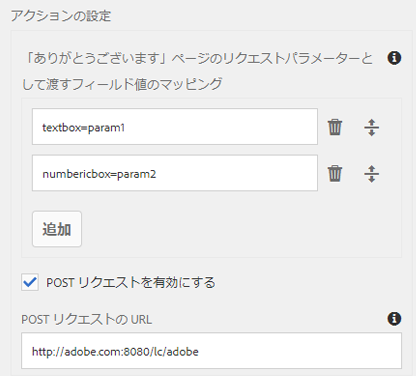 アクションの設定
「ありがとうございます」ページのリクエストパラメーターと
して渡すフィールド値のマッピング
textbox=param1
numbericbox=param2
追加
POST リクエストを有効にする
POST リクエストの URL
http://adobe.com:8080/lc/adobe